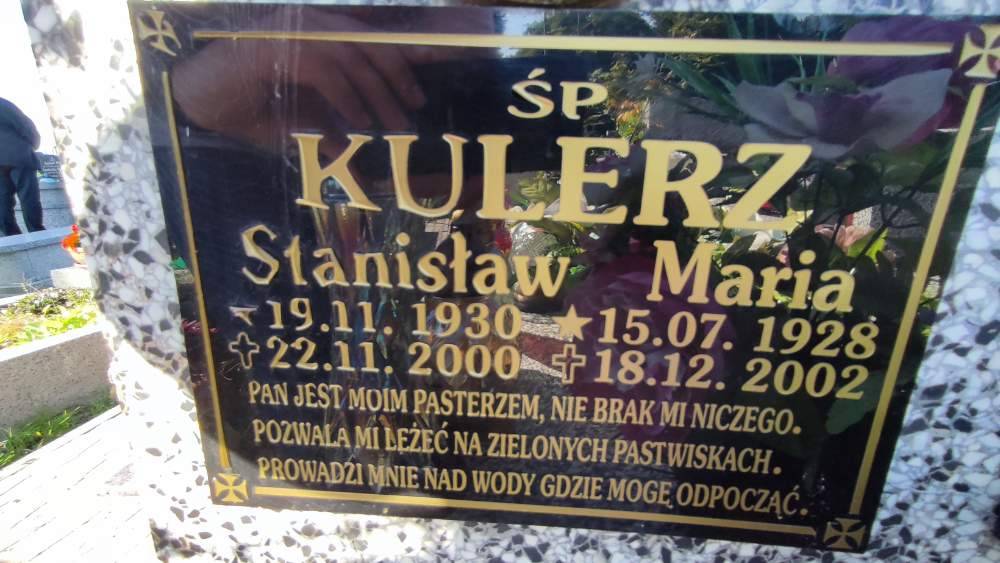 ŚP
KULERZ
Stanisław Maria
19.11.1930 15.07.1928
22.11.2000 18.12.2002
PAN JEST MOIM PASTERZEM, NIE BRAK MI NICZEGO.
POZWALA MI LEŻEĆ NA ZIELONYCH PASTWISKACH.
PROWADZI MNIE NAD WODY GDZIE MOGĘ ODPOCZĄĆ.